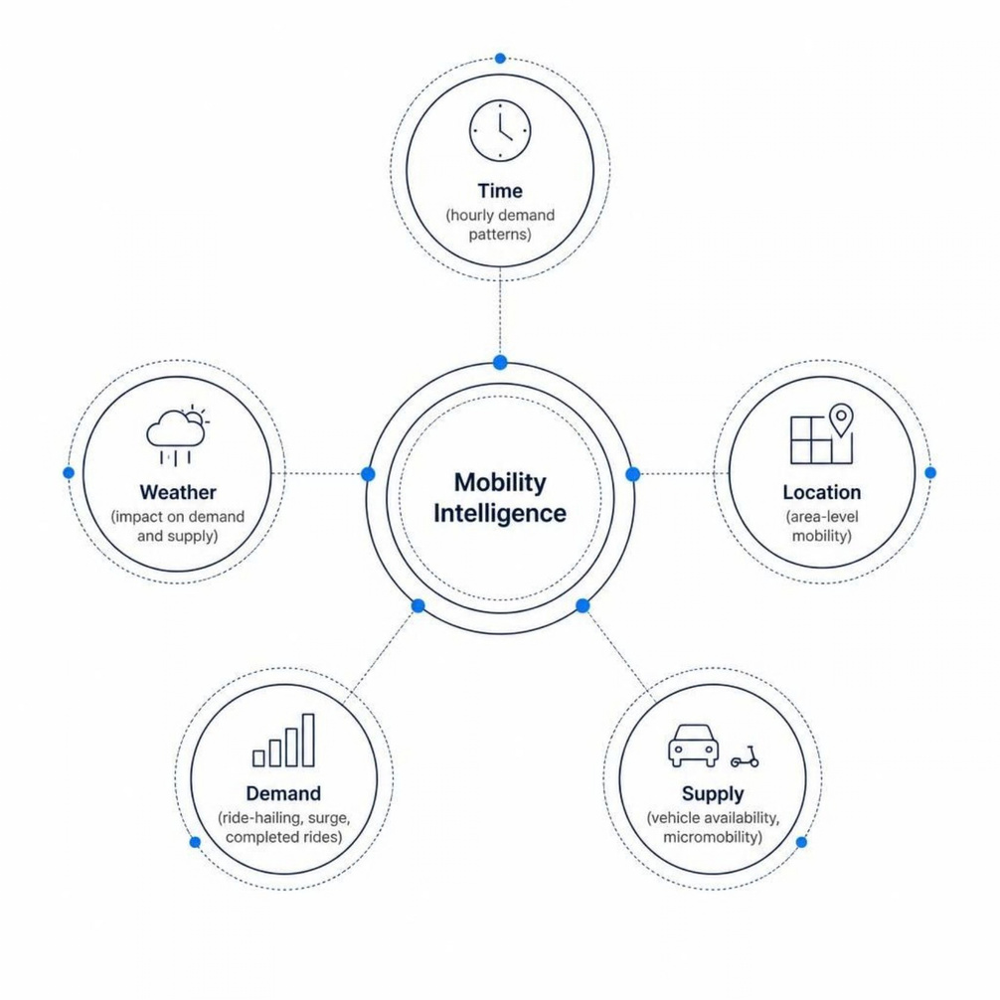 Time
(hourly demand
patterns)
Weather
(impact on demand
and supply)
Mobility
Intelligence
Location
(area-level
mobility)
Demand
(ride-hailing, surge,
completed rides)
Supply
(vehicle availability,
micromobility)